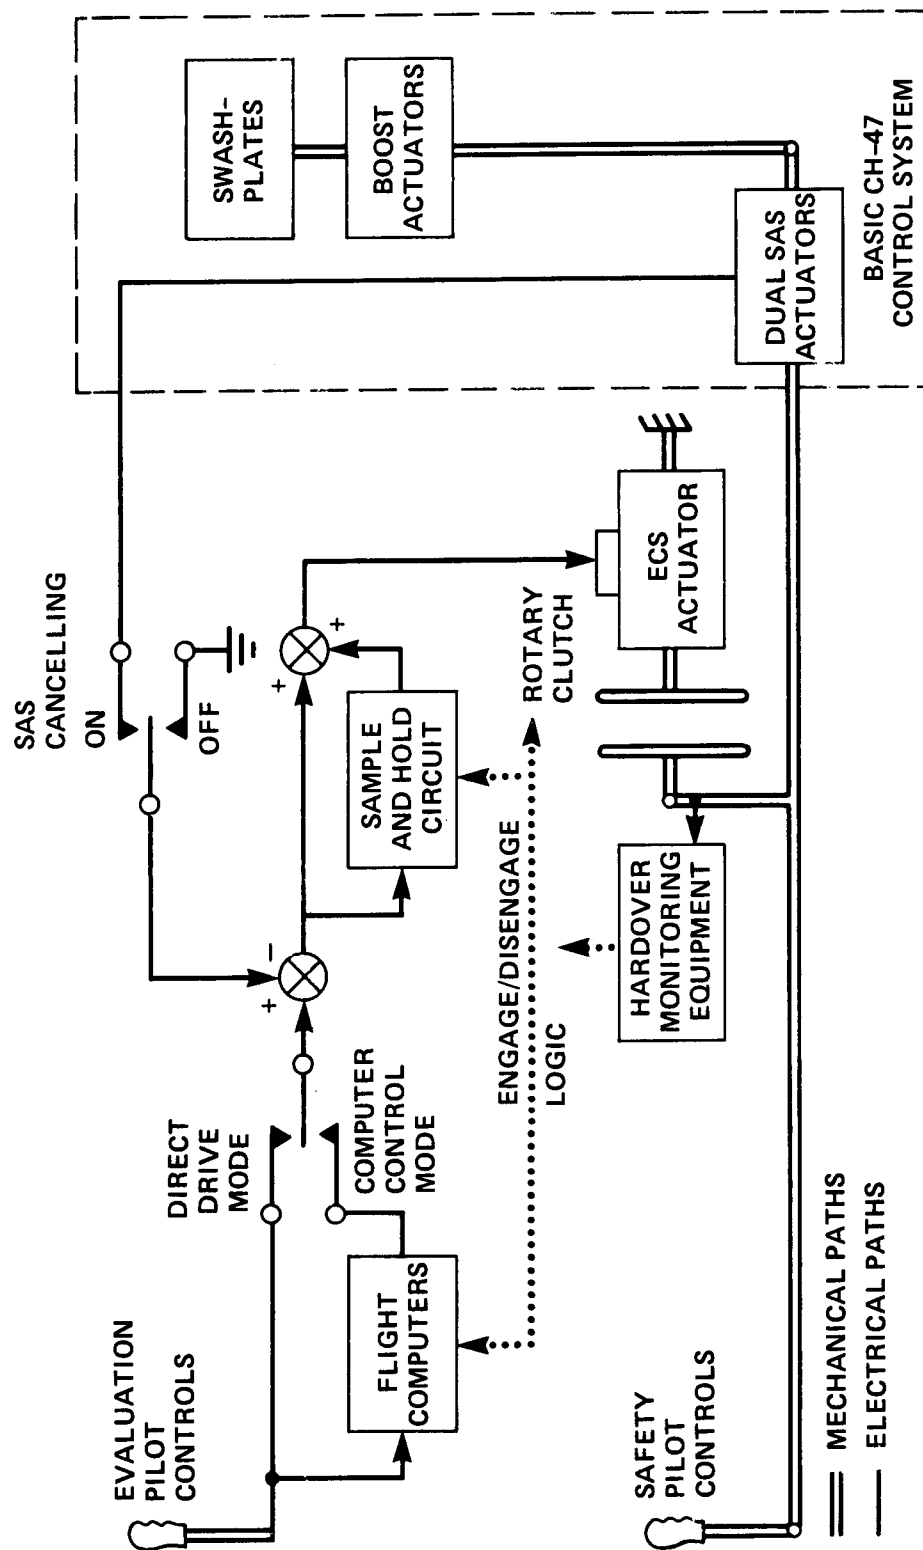 EVALUATION
PILOT
CONTROLS
DIRECT
DRIVE
MODE
COMPUTER
CONTROL
MODE
FLIGHT
COMPUTERS
+
−
SAS
CANCELLING
ON
OFF
SAMPLE
AND HOLD
CIRCUIT
+
+
ENGAGE/DISENGAGE
LOGIC
ROTARY
CLUTCH
ECS
ACTUATOR
HARDOVER
MONITORING
EQUIPMENT
SWASH–
PLATES
BOOST
ACTUATORS
DUAL SAS
ACTUATORS
BASIC CH–47
CONTROL SYSTEM
SAFETY
PILOT
CONTROLS
MECHANICAL PATHS
ELECTRICAL PATHS